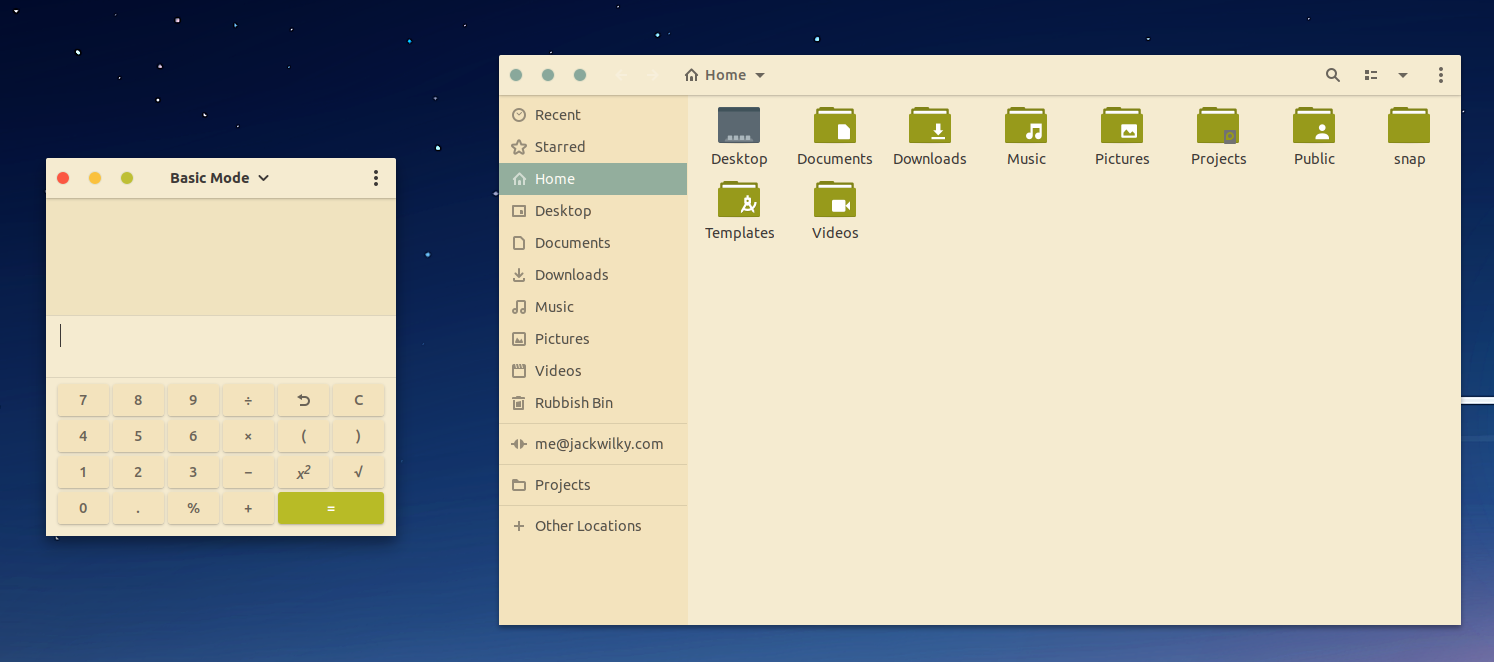 Basic Mode
7 8 9 ÷ C
4 5 6 × ( )
1 2 3 − x² √
0 . % + =
Home
Recent
Starred
Home
Desktop
Documents
Downloads
Music
Pictures
Videos
Rubbish Bin
me@jackwilky.com
Projects
Other Locations
Desktop Documents Downloads Music Pictures Projects Public snap
Templates Videos